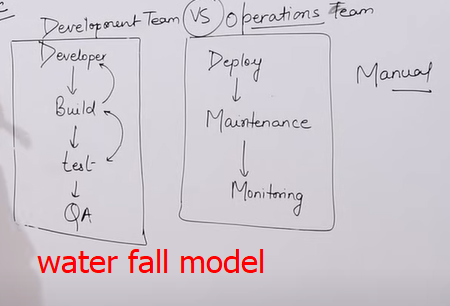 Development Team VS Operations Team
Developer
Build
test
QA
Deploy
Maintenance
Monitoring
Manual
water fall model